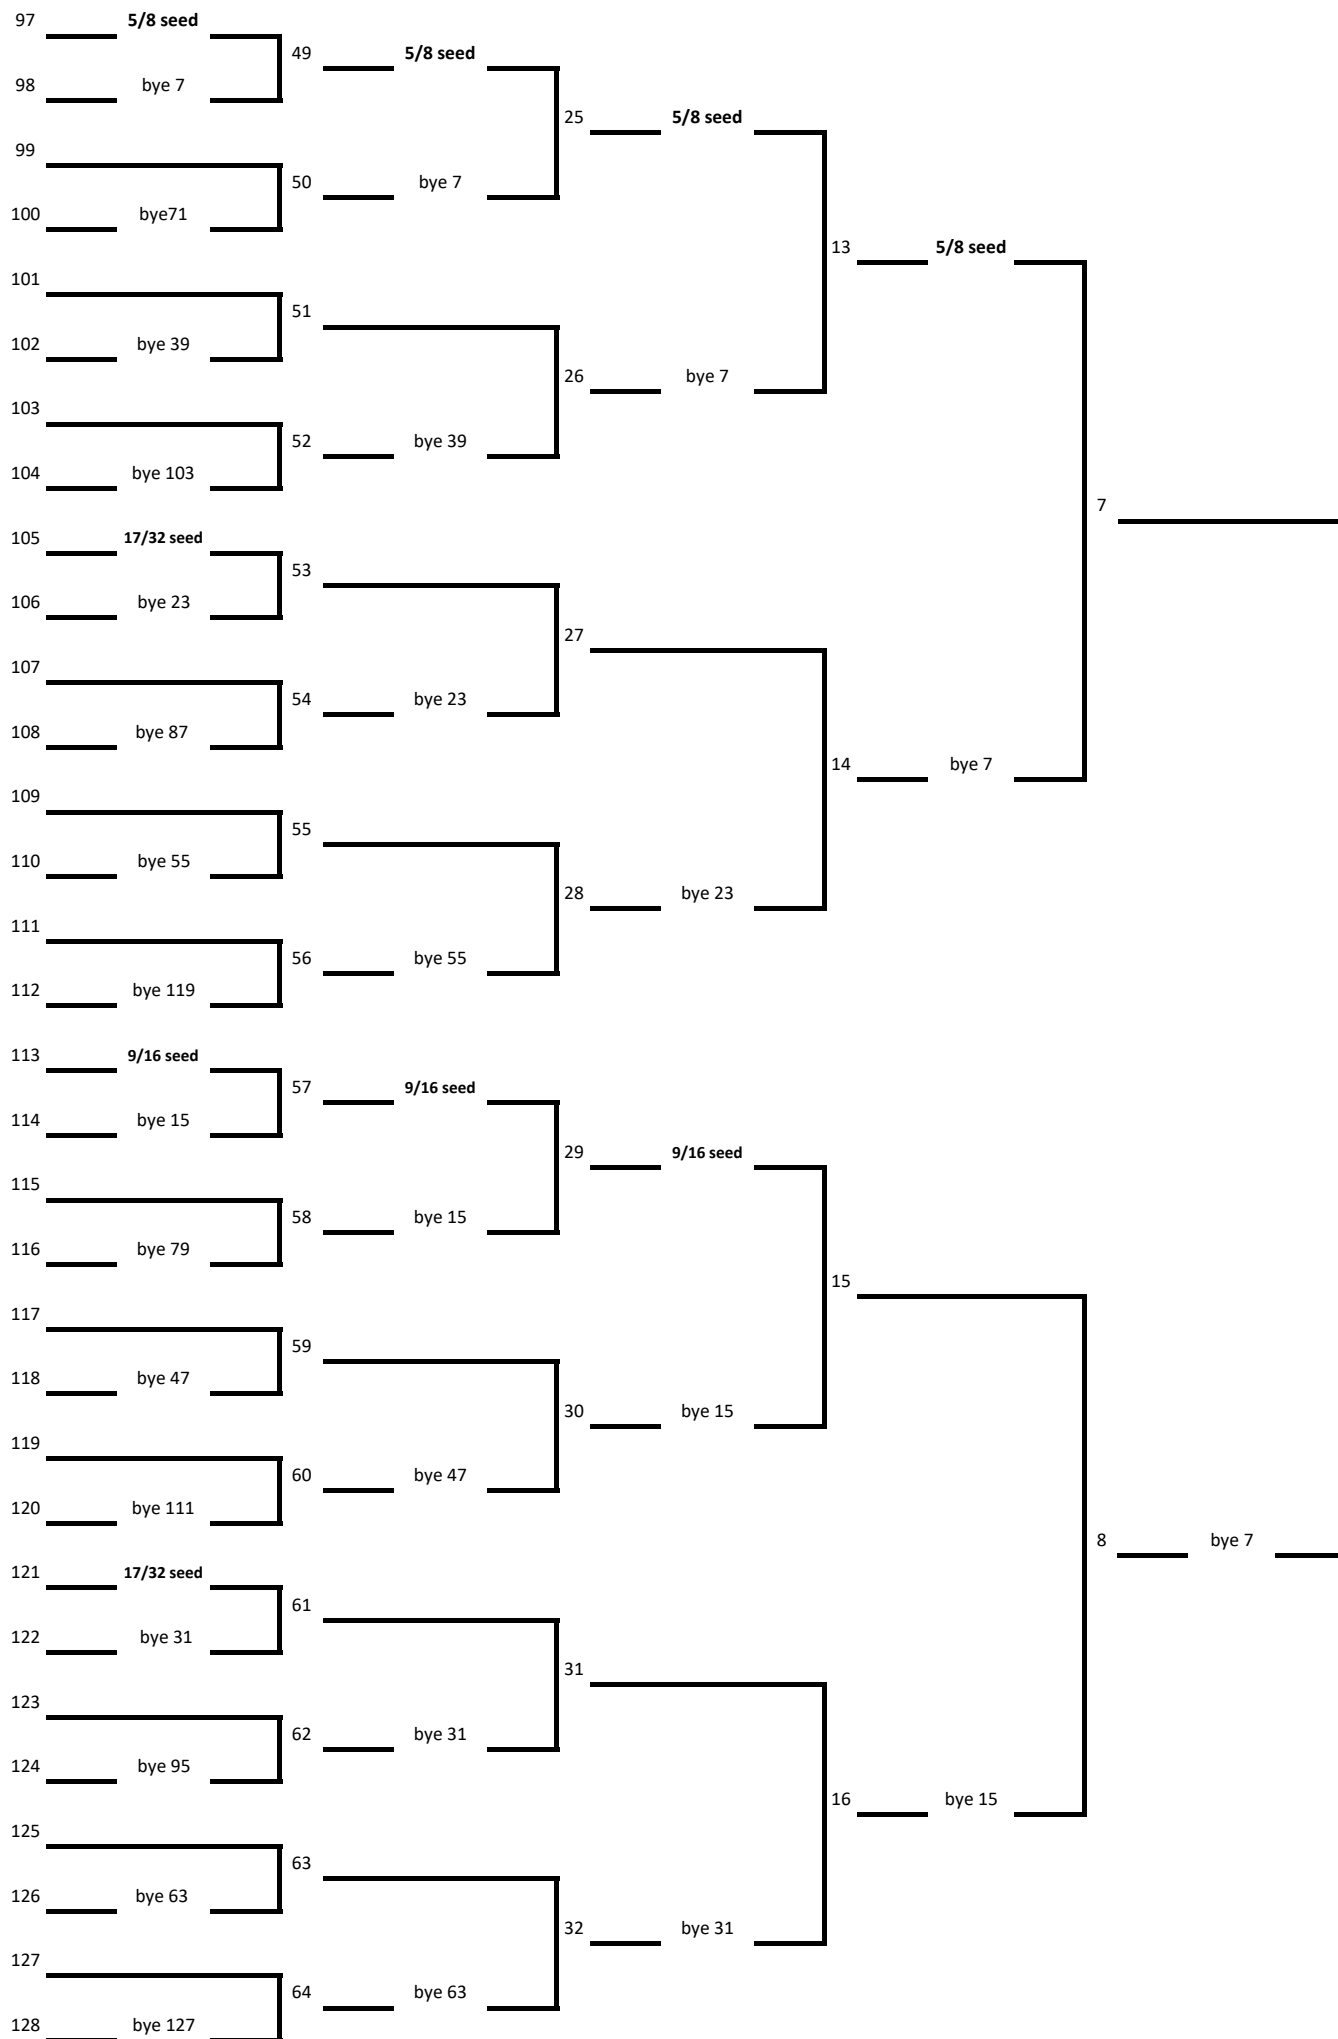 97 5/8 seed
49 5/8 seed
98 bye 7
25 5/8 seed
99
50 bye 7
100 bye71
13 5/8 seed
101
51
102 bye 39
26 bye 7
103
52 bye 39
104 bye 103
7
105 17/32 seed
53
106 bye 23
27
107
54 bye 23
108 bye 87
14 bye 7
109
55
110 bye 55
28 bye 23
111
56 bye 55
112 bye 119
113 9/16 seed
57 9/16 seed
114 bye 15
29 9/16 seed
115
58 bye 15
116 bye 79
15
117
59
118 bye 47
30 bye 15
119
60 bye 47
120 bye 111
8 bye 7
121 17/32 seed
61
122 bye 31
31
123
62 bye 31
124 bye 95
16 bye 15
125
63
126 bye 63
32 bye 31
127
64 bye 63
128 bye 127